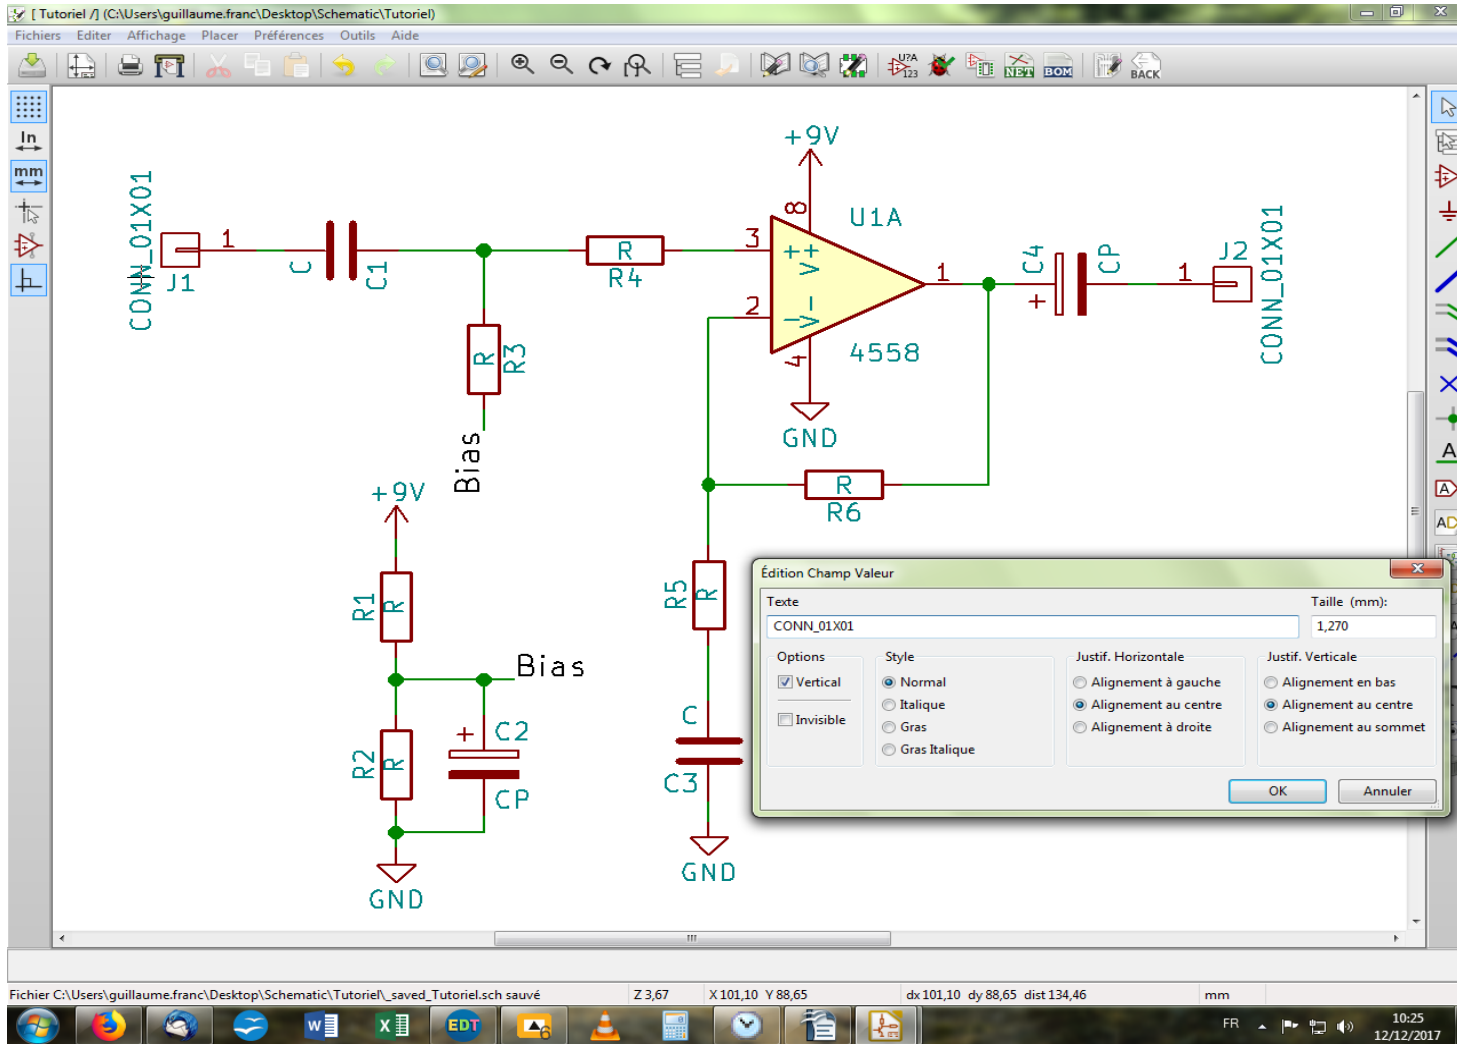 [ Tutoriel /] (C:\Users\guillaume.franc\Desktop\Schematic\Tutoriel)
Fichiers Editer Affichage Placer Préférences Outils Aide
U?A
123
NET
BOM
BACK
In
mm
+9V
CONN_01X01
1
J1
C
C1
R
R4
3
8
U1A
V+
2
V-
4
4558
1
C4
+
CP
1
J2
CONN_01X01
R
R3
Bias
GND
R
R6
+9V
R1
R
Bias
R5
R
R2
R
+
C2
CP
C
C3
GND
GND
A
A
AD
Édition Champ Valeur
Texte
Taille (mm):
CONN_01X01
1,270
Options
Style
Justif. Horizontale
Justif. Verticale
Vertical
Normal
Alignement à gauche
Alignement en bas
Italique
Alignement au centre
Alignement au centre
Invisible
Gras
Alignement à droite
Alignement au sommet
Gras Italique
OK
Annuler
Fichier C:\Users\guillaume.franc\Desktop\Schematic\Tutoriel\_saved_Tutoriel.sch sauvé
Z 3,67
X 101,10 Y 88,65
dx 101,10 dy 88,65 dist 134,46
mm
W
X
EDT
6
FR
10:25
12/12/2017